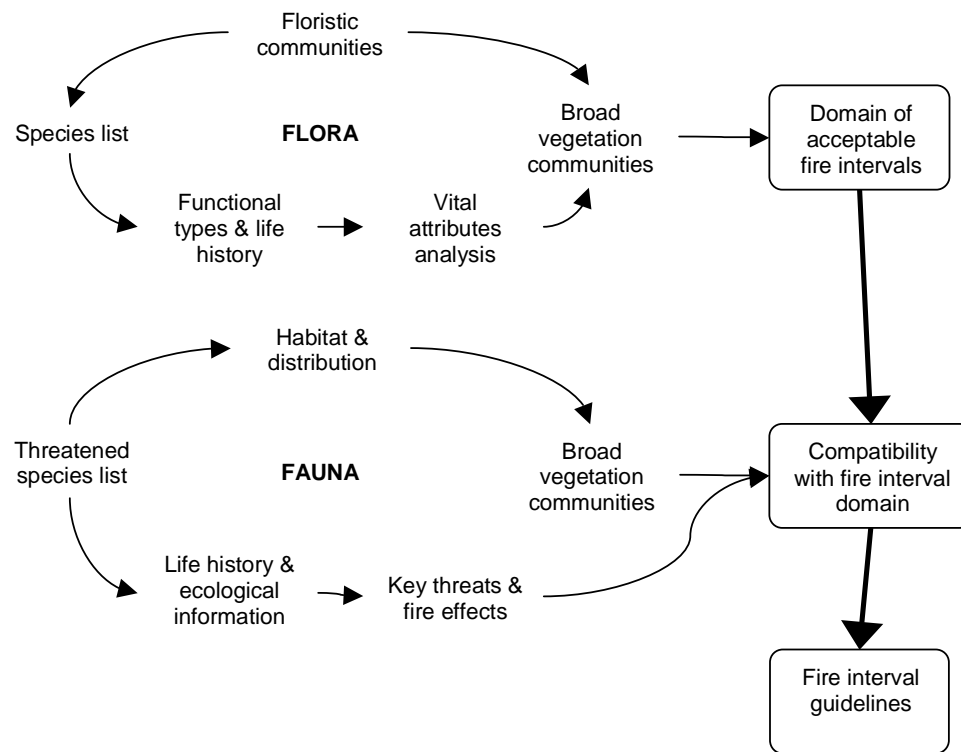 Floristic
communities
Species list
FLORA
Broad
vegetation
communities
Domain of
acceptable
fire intervals
Functional
types & life
history
Vital
attributes
analysis
Habitat &
distribution
Threatened
species list
FAUNA
Broad
vegetation
communities
Compatibility
with fire interval
domain
Life history &
ecological
information
Key threats &
fire effects
Fire interval
guidelines